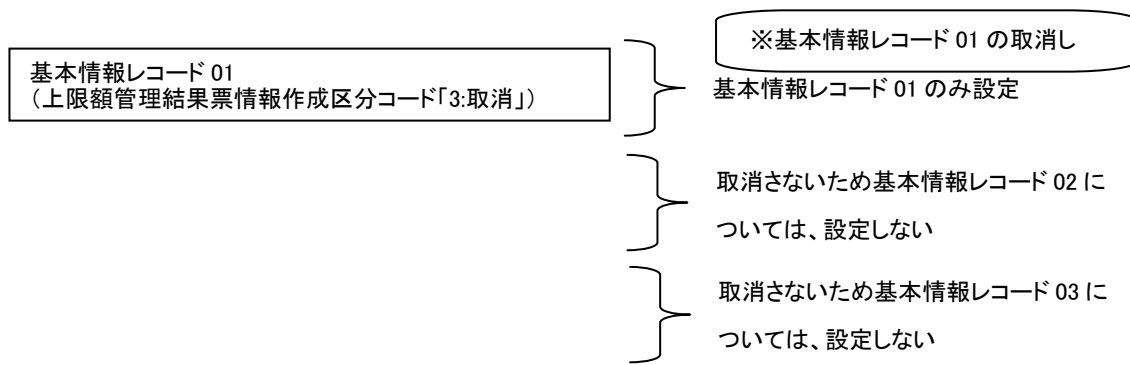 ※基本情報レコード 01 の取消し
基本情報レコード 01
（上限額管理結果票情報作成区分コード「3:取消」）
基本情報レコード 01 のみ設定
取消さないため基本情報レコード 02 に
ついては、設定しない
取消さないため基本情報レコード 03 に
ついては、設定しない